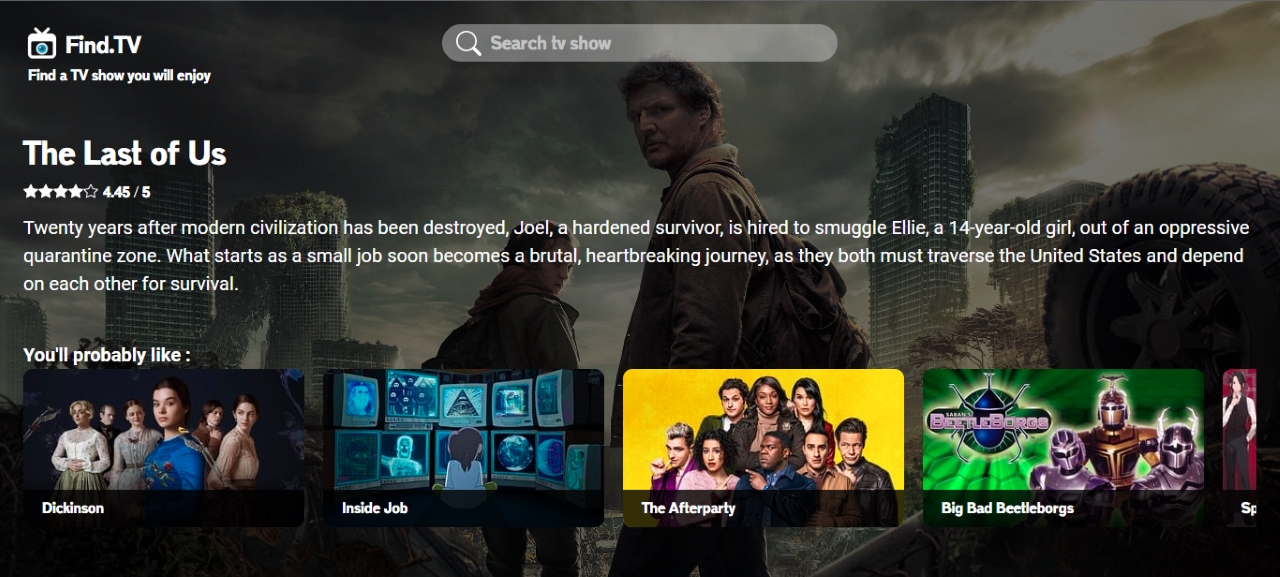 Find.TV
Find a TV show you will enjoy
Search tv show
The Last of Us
4.45 / 5
Twenty years after modern civilization has been destroyed, Joel, a hardened survivor, is hired to smuggle Ellie, a 14-year-old girl, out of an oppressive
quarantine zone. What starts as a small job soon becomes a brutal, heartbreaking journey, as they both must traverse the United States and depend
on each other for survival.
You'll probably like :
SABAN'S
BEETLEBORGS
Dickinson
Inside Job
The Afterparty
Big Bad Beetleborgs
Sp